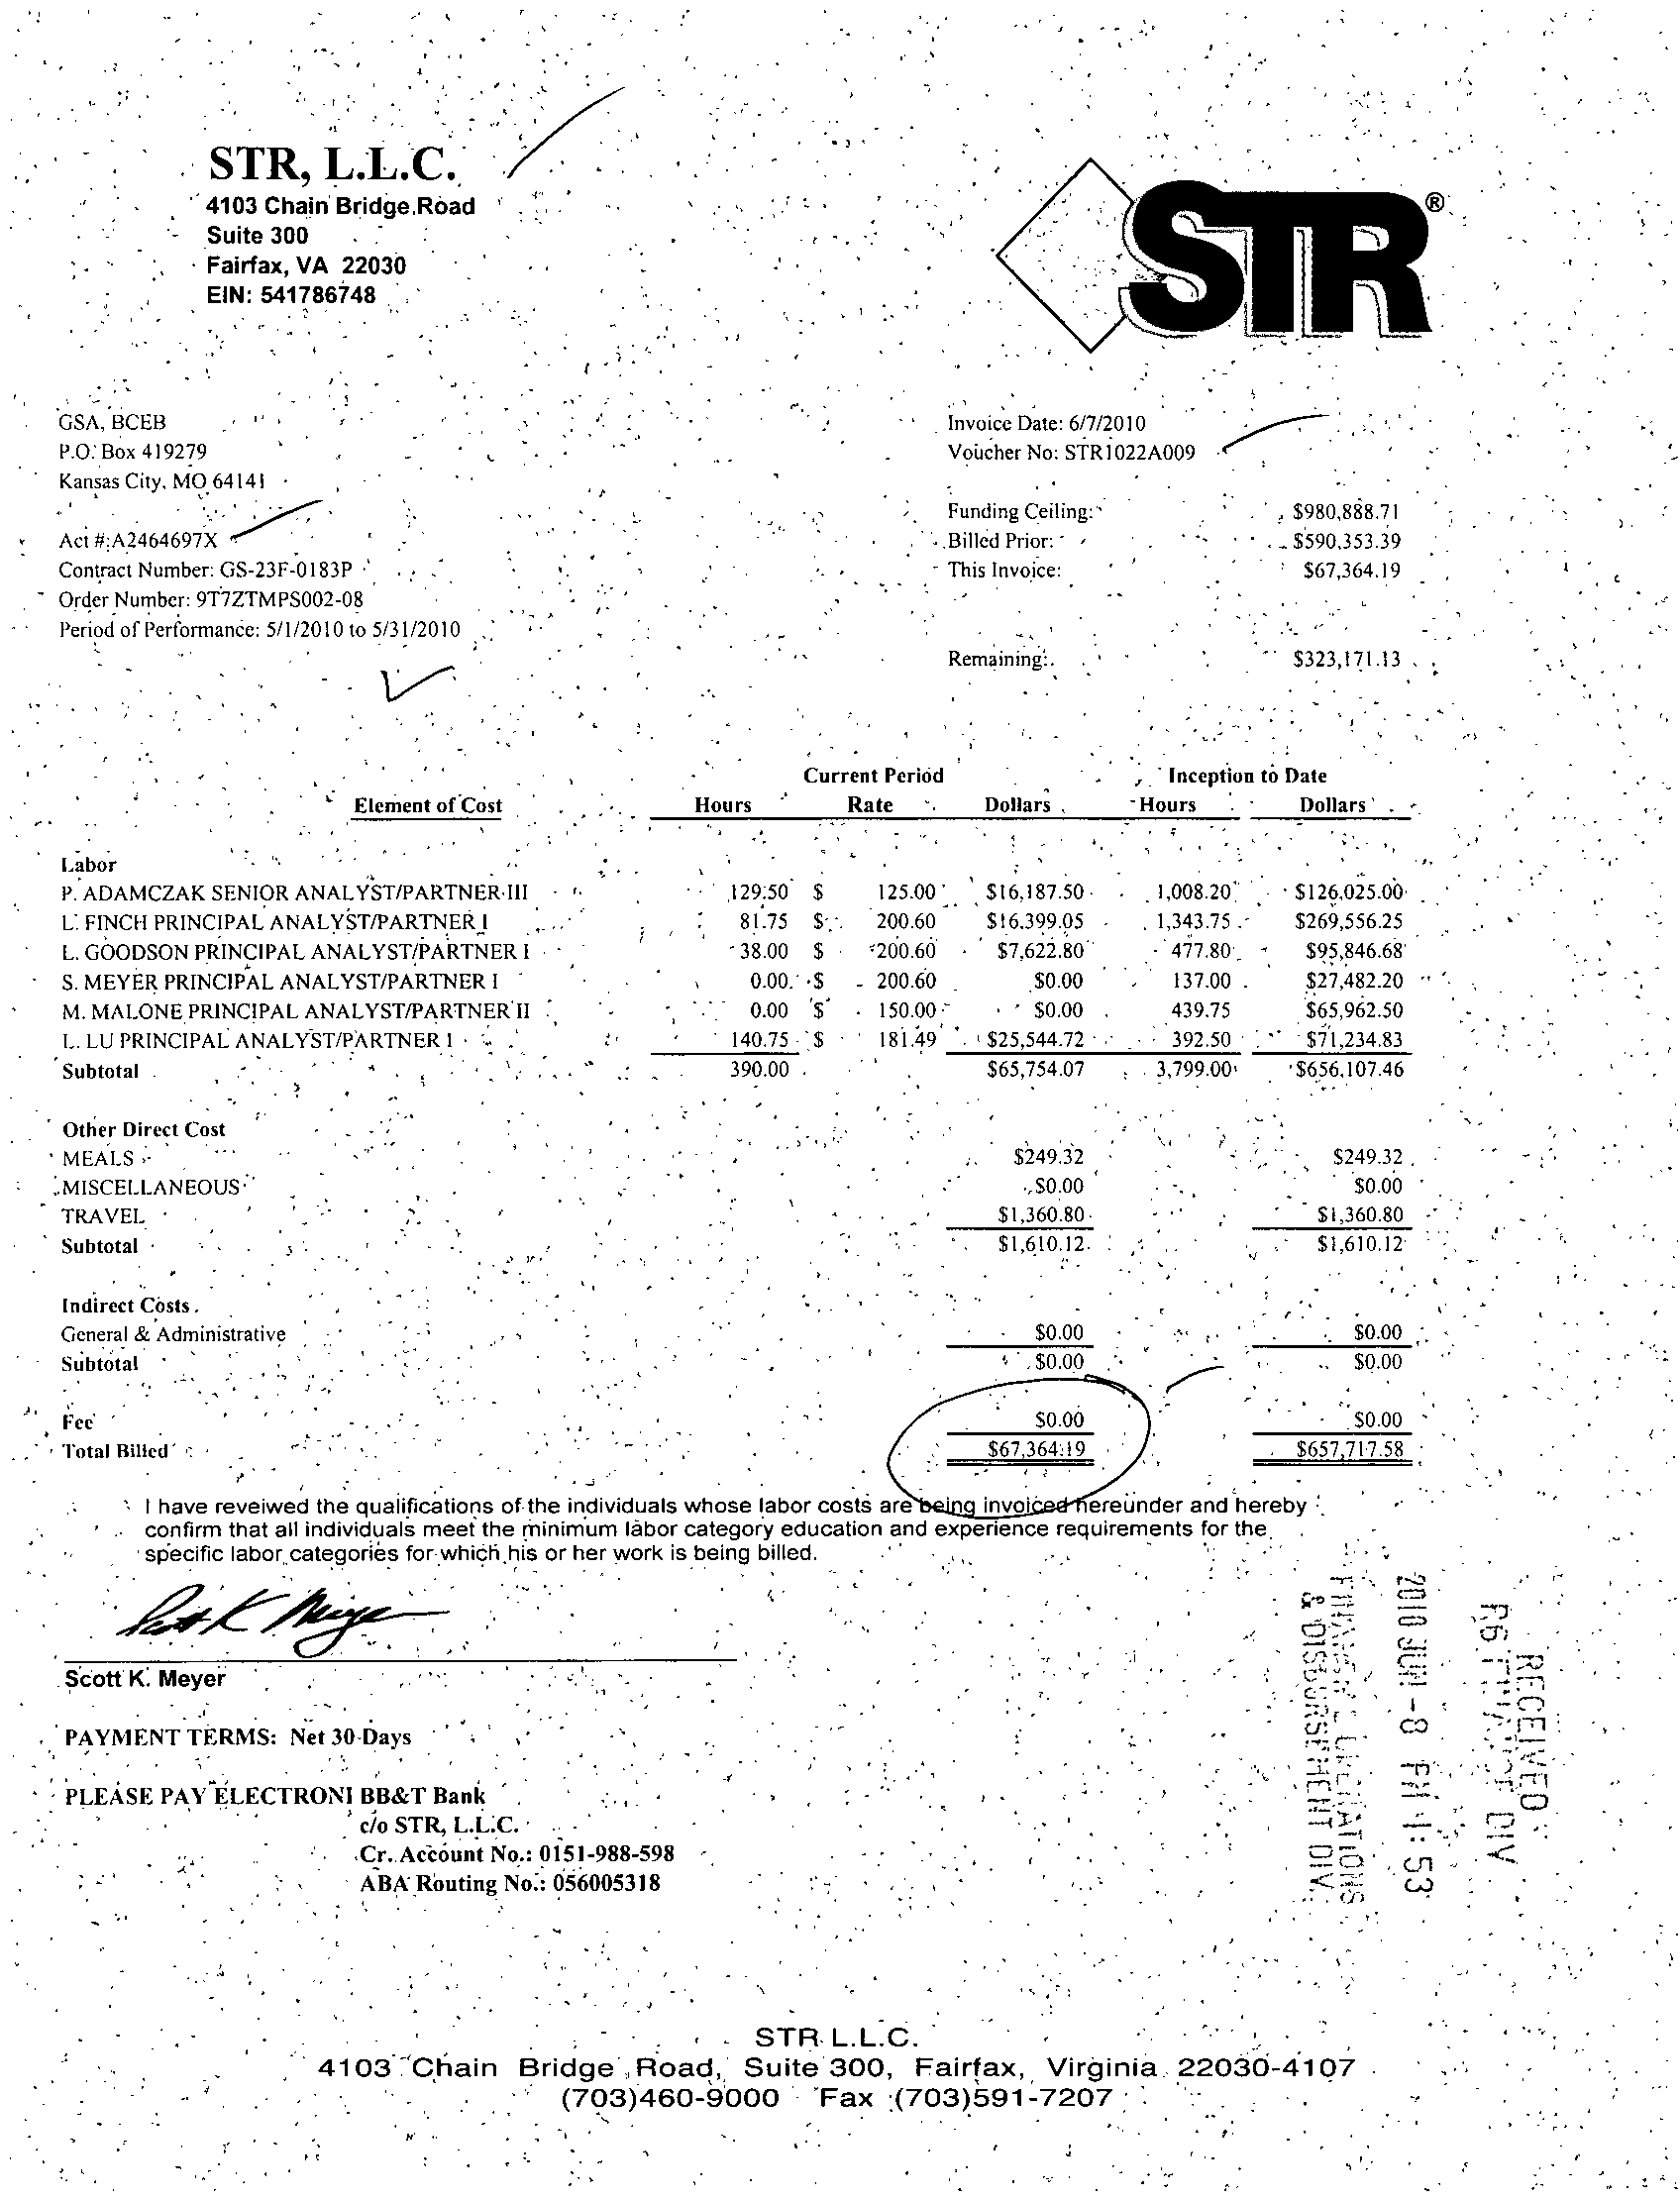 STR, L.L.C.
4103 Chain Bridge Road
Suite 300
Fairfax, VA 22030
EIN: 541786748
STR®
GSA, BCEB
P.O. Box 419279
Kansas City, MO 64141
Act #:A2464697X
Contract Number: GS-23F-0183P
Order Number: 9T7ZTMPS002-08
Period of Performance: 5/1/2010 to 5/31/2010
Invoice Date: 6/7/2010
Voucher No: STR1022A009
Funding Ceiling: $980,888.71
Billed Prior: $590,353.39
This Invoice: $67,364.19
Remaining: $323,171.13
Current Period Inception to Date
Element of Cost Hours Rate Dollars Hours Dollars
Labor
P. ADAMCZAK SENIOR ANALYST/PARTNER III 129.50 $ 125.00 $16,187.50 1,008.20 $126,025.00
L. FINCH PRINCIPAL ANALYST/PARTNER I 81.75 $ 200.60 $16,399.05 1,343.75 $269,556.25
L. GOODSON PRINCIPAL ANALYST/PARTNER I 38.00 $ 200.60 $7,622.80 477.80 $95,846.68
S. MEYER PRINCIPAL ANALYST/PARTNER I 0.00 $ 200.60 $0.00 137.00 $27,482.20
M. MALONE PRINCIPAL ANALYST/PARTNER II 0.00 $ 150.00 $0.00 439.75 $65,962.50
L. LU PRINCIPAL ANALYST/PARTNER I 140.75 $ 181.49 $25,544.72 392.50 $71,234.83
Subtotal 390.00 $65,754.07 3,799.00 $656,107.46
Other Direct Cost
MEALS $249.32 $249.32
MISCELLANEOUS $0.00 $0.00
TRAVEL $1,360.80 $1,360.80
Subtotal $1,610.12 $1,610.12
Indirect Costs
General & Administrative $0.00 $0.00
Subtotal $0.00 $0.00
Fee $0.00 $0.00
Total Billed $67,364.19 $657,717.58
I have reveiwed the qualifications of the individuals whose labor costs are being invoiced hereunder and hereby
confirm that all individuals meet the minimum labor category education and experience requirements for the
specific labor categories for which his or her work is being billed.
Scott K Meyer
Scott K. Meyer
PAYMENT TERMS: Net 30 Days
PLEASE PAY ELECTRONI BB&T Bank
c/o STR, L.L.C.
Cr. Account No.: 0151-988-598
ABA Routing No.: 056005318
RECEIVED
R6 FINANCE DIV
2010 JUN -8 PM 1:53
FINANCE OPERATIONS
& DISBURSEMENT DIV
STR L.L.C.
4103 Chain Bridge Road, Suite 300, Fairfax, Virginia 22030-4107
(703)460-9000 Fax (703)591-7207